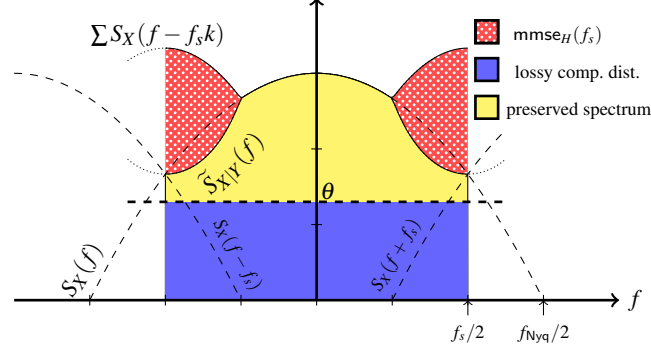 ∑ S_X(f − f_s k)
mmse_H(f_s)
lossy comp. dist.
preserved spectrum
S̃_{X|Y}(f)
θ
S_X(f)
S_X(f − f_s)
S_X(f + f_s)
f
f_s/2
f_Nyq/2